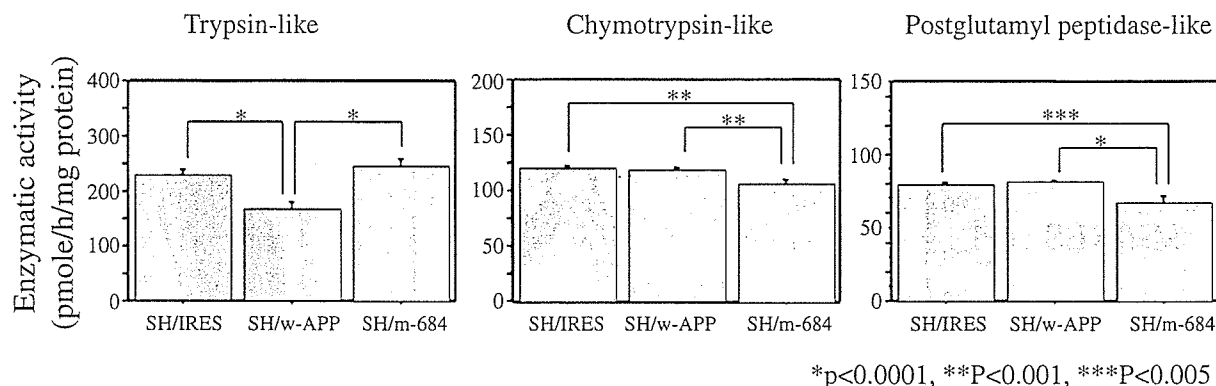 Trypsin-like
Chymotrypsin-like
Postglutamyl peptidase-like
Enzymatic activity
(pmole/h/mg protein)
400
300
200
100
0
*
*
SH/IRES
SH/w-APP
SH/m-684
200
150
100
50
0
**
**
SH/IRES
SH/w-APP
SH/m-684
150
100
50
0
***
*
SH/IRES
SH/w-APP
SH/m-684
*p<0.0001, **P<0.001, ***P<0.005